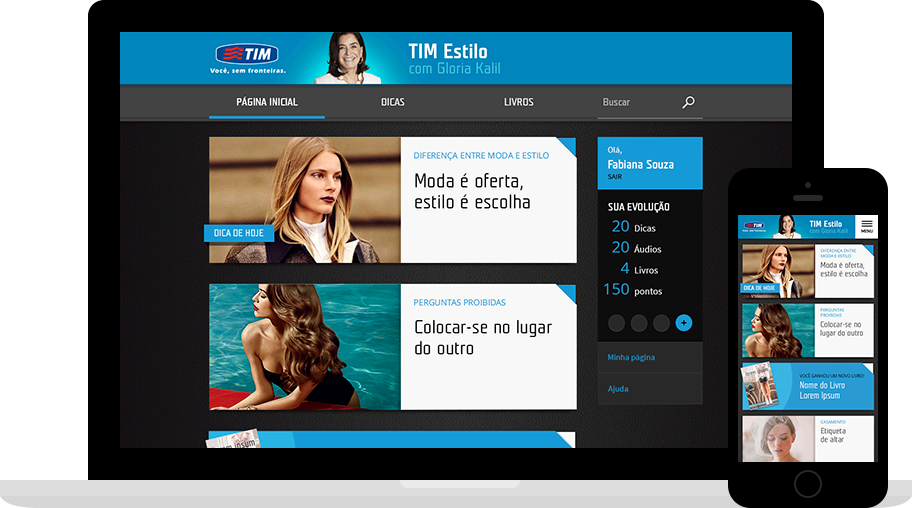 TIM
Você, sem fronteiras.
TIM Estilo
com Gloria Kalil
PÁGINA INICIAL
DICAS
LIVROS
Buscar
DIFERENÇA ENTRE MODA E ESTILO
Moda é oferta,
estilo é escolha
DICA DE HOJE
PERGUNTAS PROIBIDAS
Colocar-se no lugar
do outro
Olá,
Fabiana Souza
SAIR
SUA EVOLUÇÃO
20 Dicas
20 Áudios
4 Livros
150 pontos
+
Minha página
Ajuda
TIM
TIM Estilo
com Gloria Kalil
MENU
DIFERENÇA ENTRE
MODA E ESTILO
Moda é oferta,
estilo é escolha
DICA DE HOJE
PERGUNTAS
PROIBIDAS
Colocar-se no lugar
do outro
VOCÊ GANHOU UM NOVO LIVRO!
Nome do Livro
Lorem Ipsum
CASAMENTO
Etiqueta
de altar